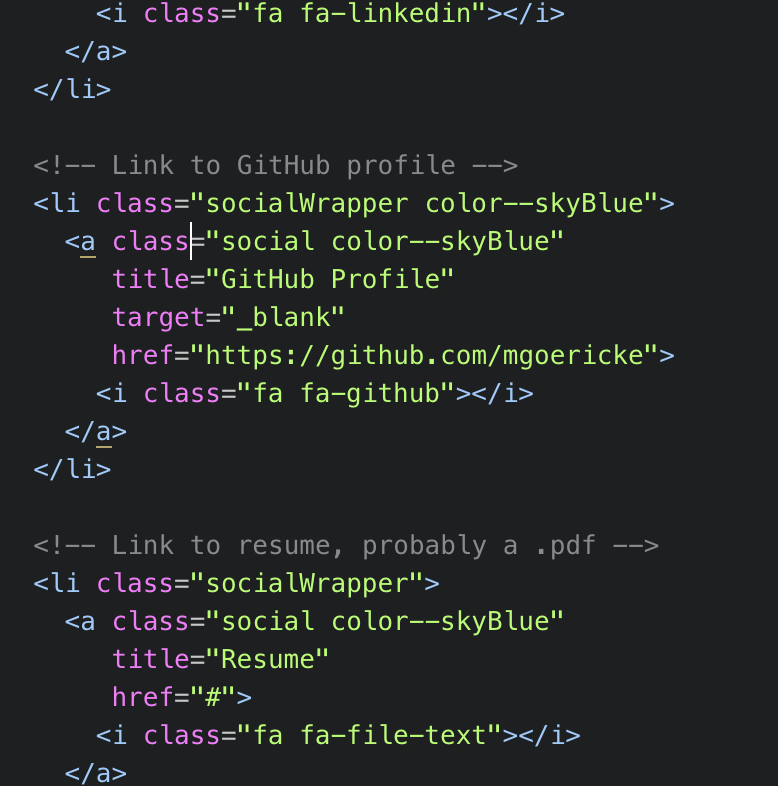 <i class="fa fa-linkedin"></i>
</a>
</li>
<!-- Link to GitHub profile -->
<li class="socialWrapper color--skyBlue">
<a class="social color--skyBlue"
title="GitHub Profile"
target="_blank"
href="https://github.com/mgoericke">
<i class="fa fa-github"></i>
</a>
</li>
<!-- Link to resume, probably a .pdf -->
<li class="socialWrapper">
<a class="social color--skyBlue"
title="Resume"
href="#">
<i class="fa fa-file-text"></i>
</a>